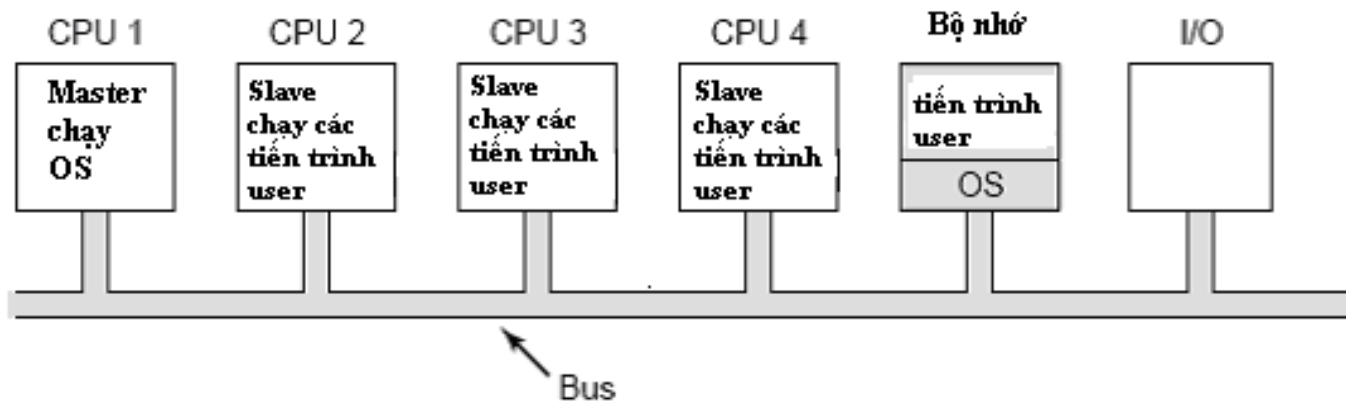 CPU 1
CPU 2
CPU 3
CPU 4
Bộ nhớ
I/O
Master
chạy
OS
Slave
chạy các
tiến trình
user
Slave
chạy các
tiến trình
user
Slave
chạy các
tiến trình
user
tiến trình
user
OS
Bus